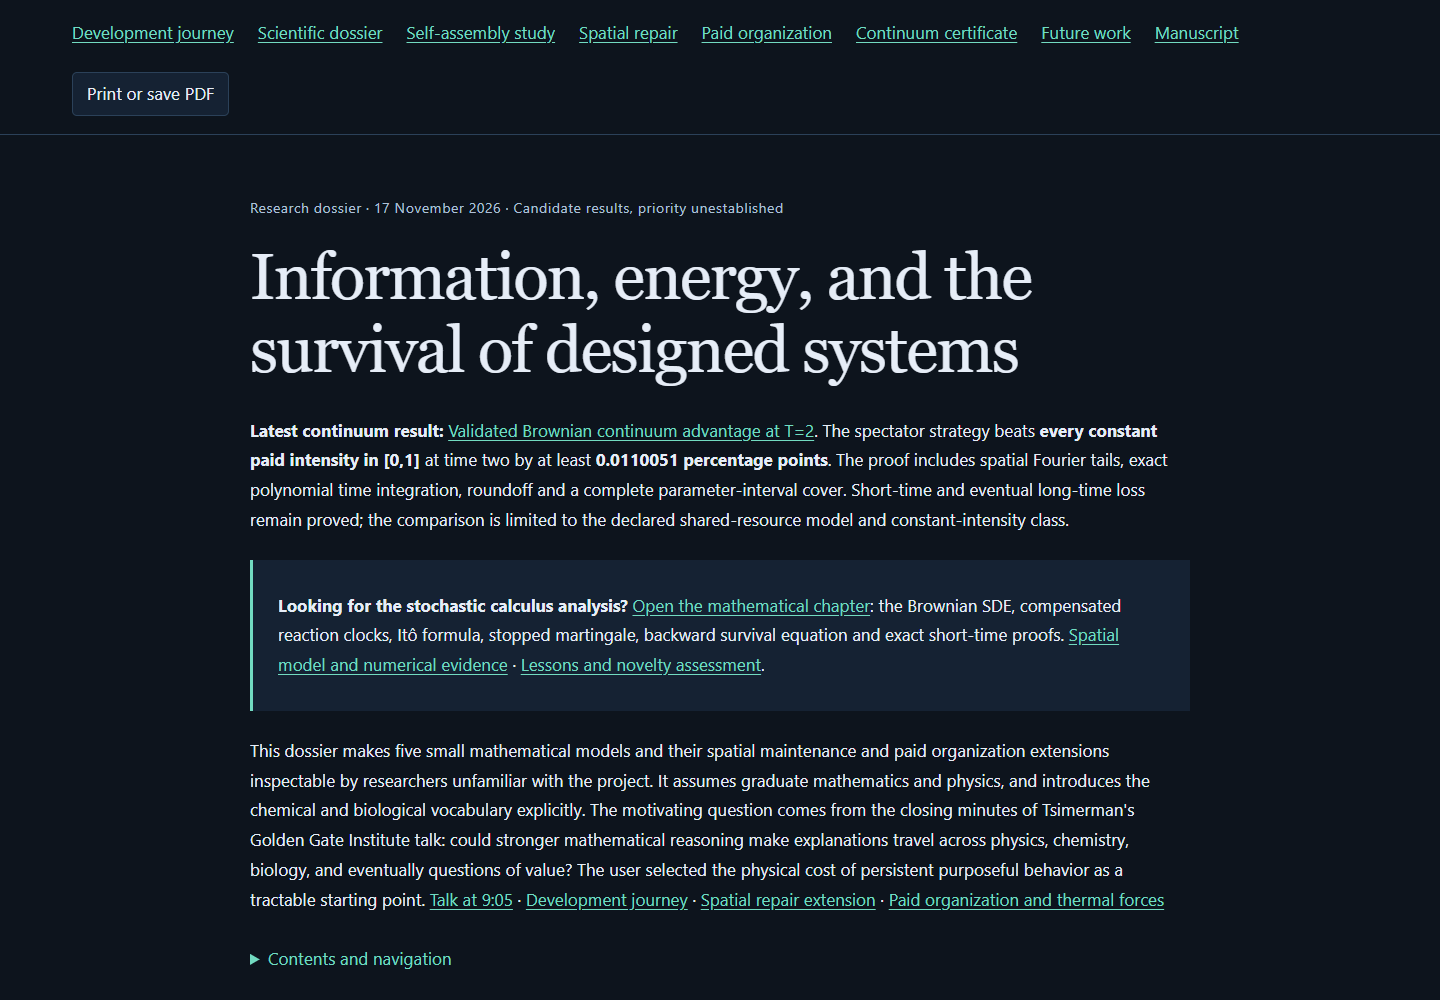 Development journey Scientific dossier Self-assembly study Spatial repair Paid organization Continuum certificate Future work Manuscript
Print or save PDF
Research dossier · 17 November 2026 · Candidate results, priority unestablished
Information, energy, and the
survival of designed systems
Latest continuum result: Validated Brownian continuum advantage at T=2. The spectator strategy beats every constant
paid intensity in [0,1] at time two by at least 0.0110051 percentage points. The proof includes spatial Fourier tails, exact
polynomial time integration, roundoff and a complete parameter-interval cover. Short-time and eventual long-time loss
remain proved; the comparison is limited to the declared shared-resource model and constant-intensity class.
Looking for the stochastic calculus analysis? Open the mathematical chapter: the Brownian SDE, compensated
reaction clocks, Itô formula, stopped martingale, backward survival equation and exact short-time proofs. Spatial
model and numerical evidence · Lessons and novelty assessment.
This dossier makes five small mathematical models and their spatial maintenance and paid organization extensions
inspectable by researchers unfamiliar with the project. It assumes graduate mathematics and physics, and introduces the
chemical and biological vocabulary explicitly. The motivating question comes from the closing minutes of Tsimerman's
Golden Gate Institute talk: could stronger mathematical reasoning make explanations travel across physics, chemistry,
biology, and eventually questions of value? The user selected the physical cost of persistent purposeful behavior as a
tractable starting point. Talk at 9:05 · Development journey · Spatial repair extension · Paid organization and thermal forces
Contents and navigation